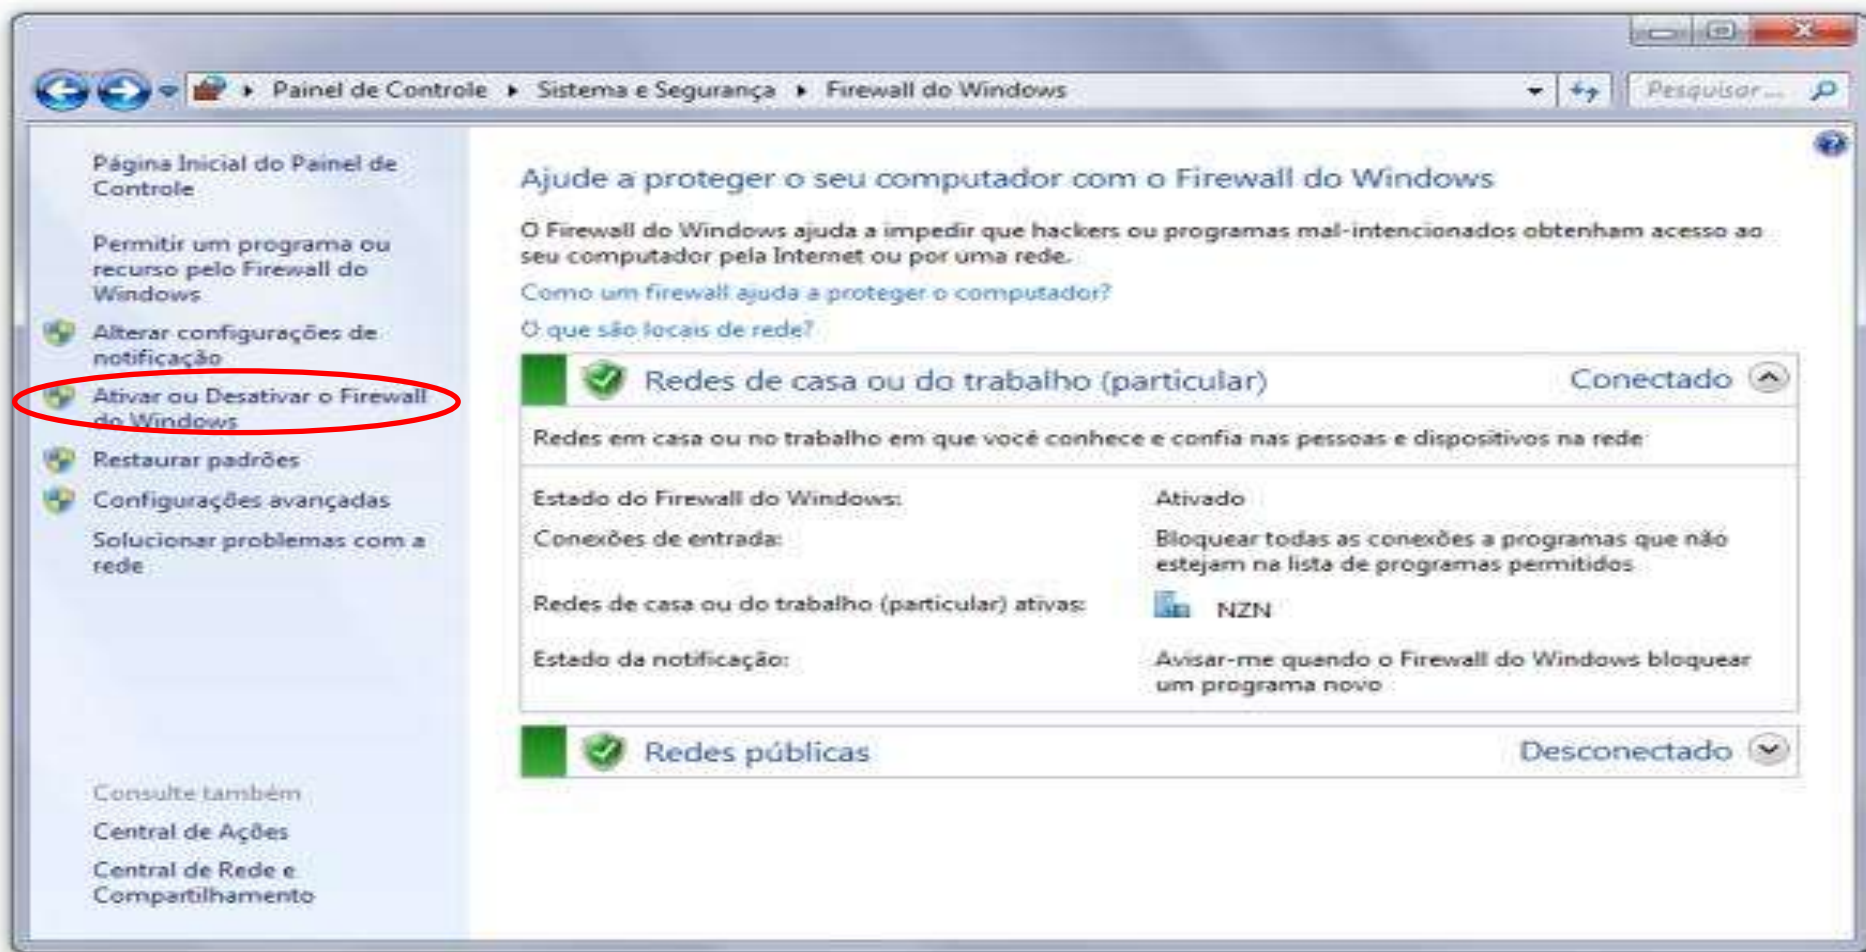 Painel de Controle ▸ Sistema e Segurança ▸ Firewall do Windows
Pesquisar...
Página Inicial do Painel de
Controle
Permitir um programa ou
recurso pelo Firewall do
Windows
Alterar configurações de
notificação
Ativar ou Desativar o Firewall
do Windows
Restaurar padrões
Configurações avançadas
Solucionar problemas com a
rede
Consulte também
Central de Ações
Central de Rede e
Compartilhamento
Ajude a proteger o seu computador com o Firewall do Windows
O Firewall do Windows ajuda a impedir que hackers ou programas mal-intencionados obtenham acesso ao
seu computador pela Internet ou por uma rede.
Como um firewall ajuda a proteger o computador?
O que são locais de rede?
Redes de casa ou do trabalho (particular) Conectado
Redes em casa ou no trabalho em que você conhece e confia nas pessoas e dispositivos na rede
Estado do Firewall do Windows: Ativado
Conexões de entrada: Bloquear todas as conexões a programas que não
estejam na lista de programas permitidos
Redes de casa ou do trabalho (particular) ativas: NZN
Estado da notificação: Avisar-me quando o Firewall do Windows bloquear
um programa novo
Redes públicas Desconectado